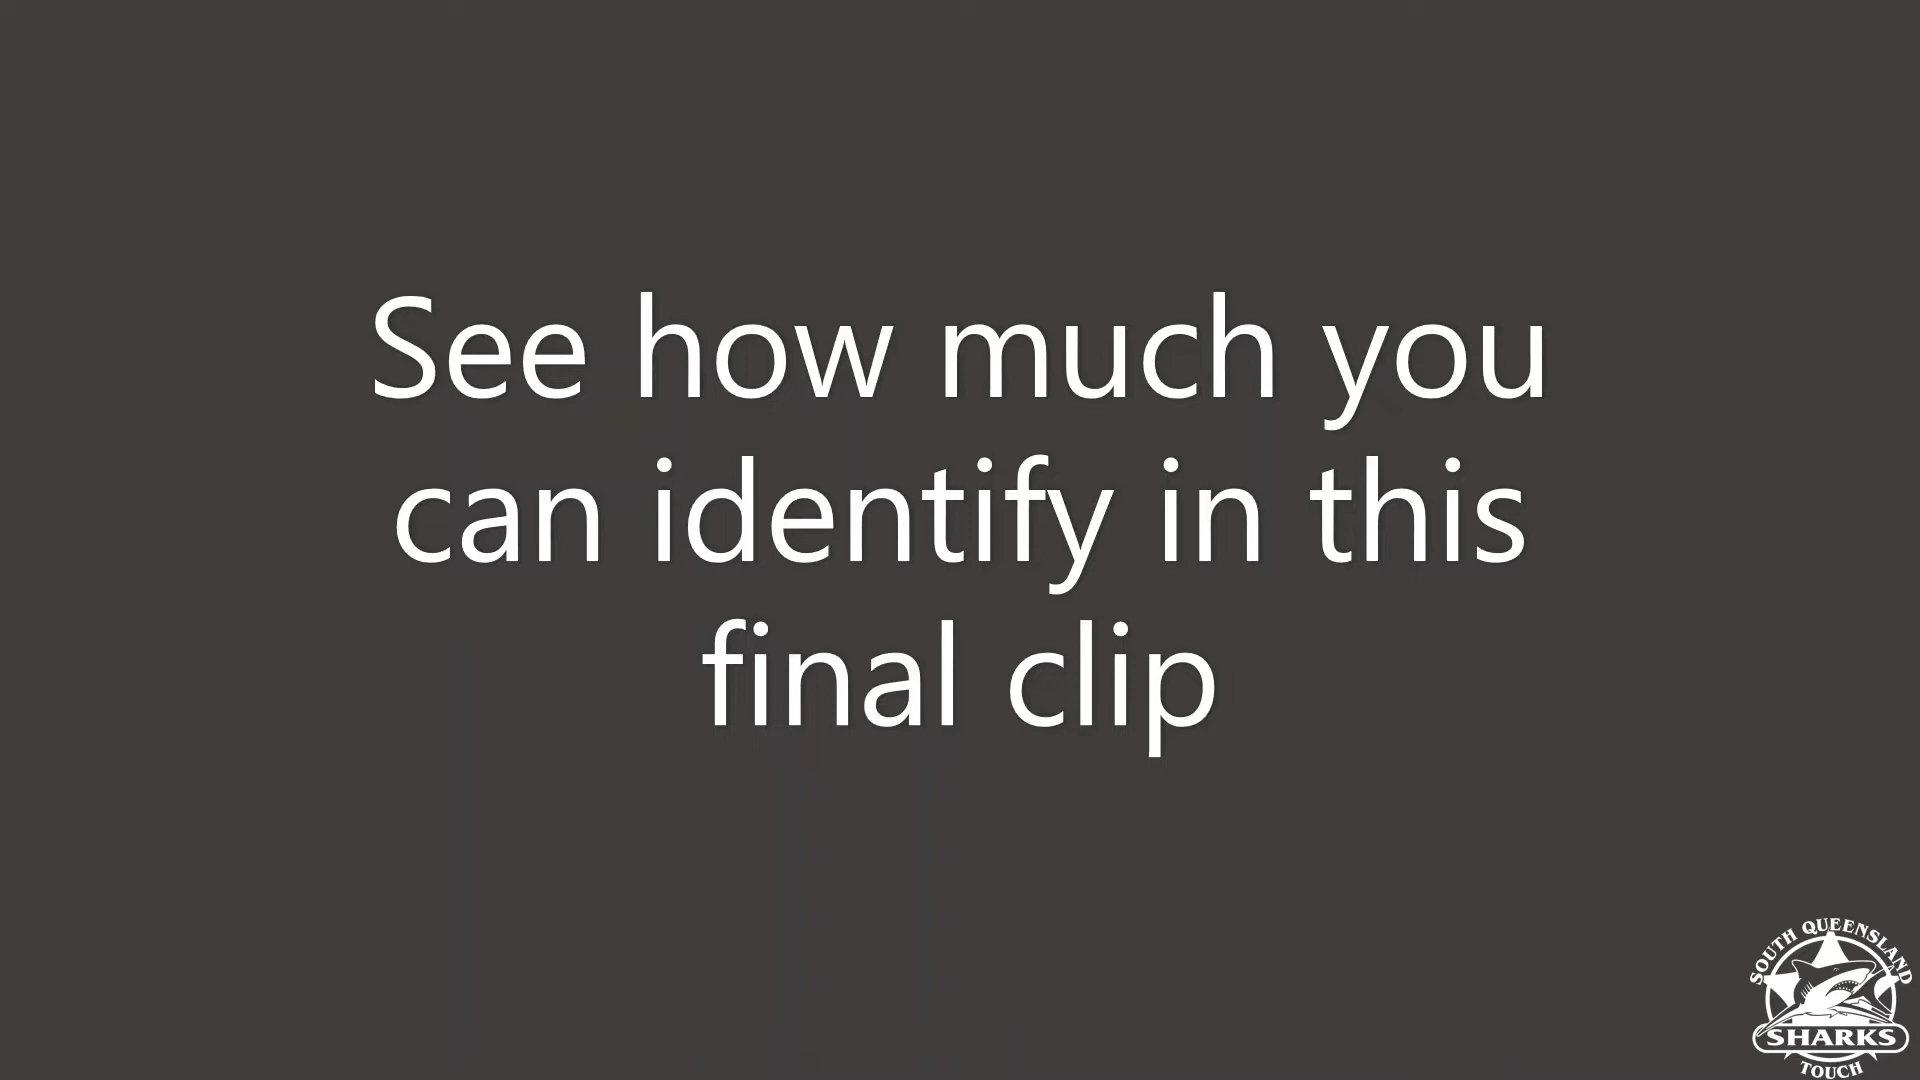 See how much you
can identify in this
final clip
SOUTH QUEENSLAND
SHARKS
TOUCH